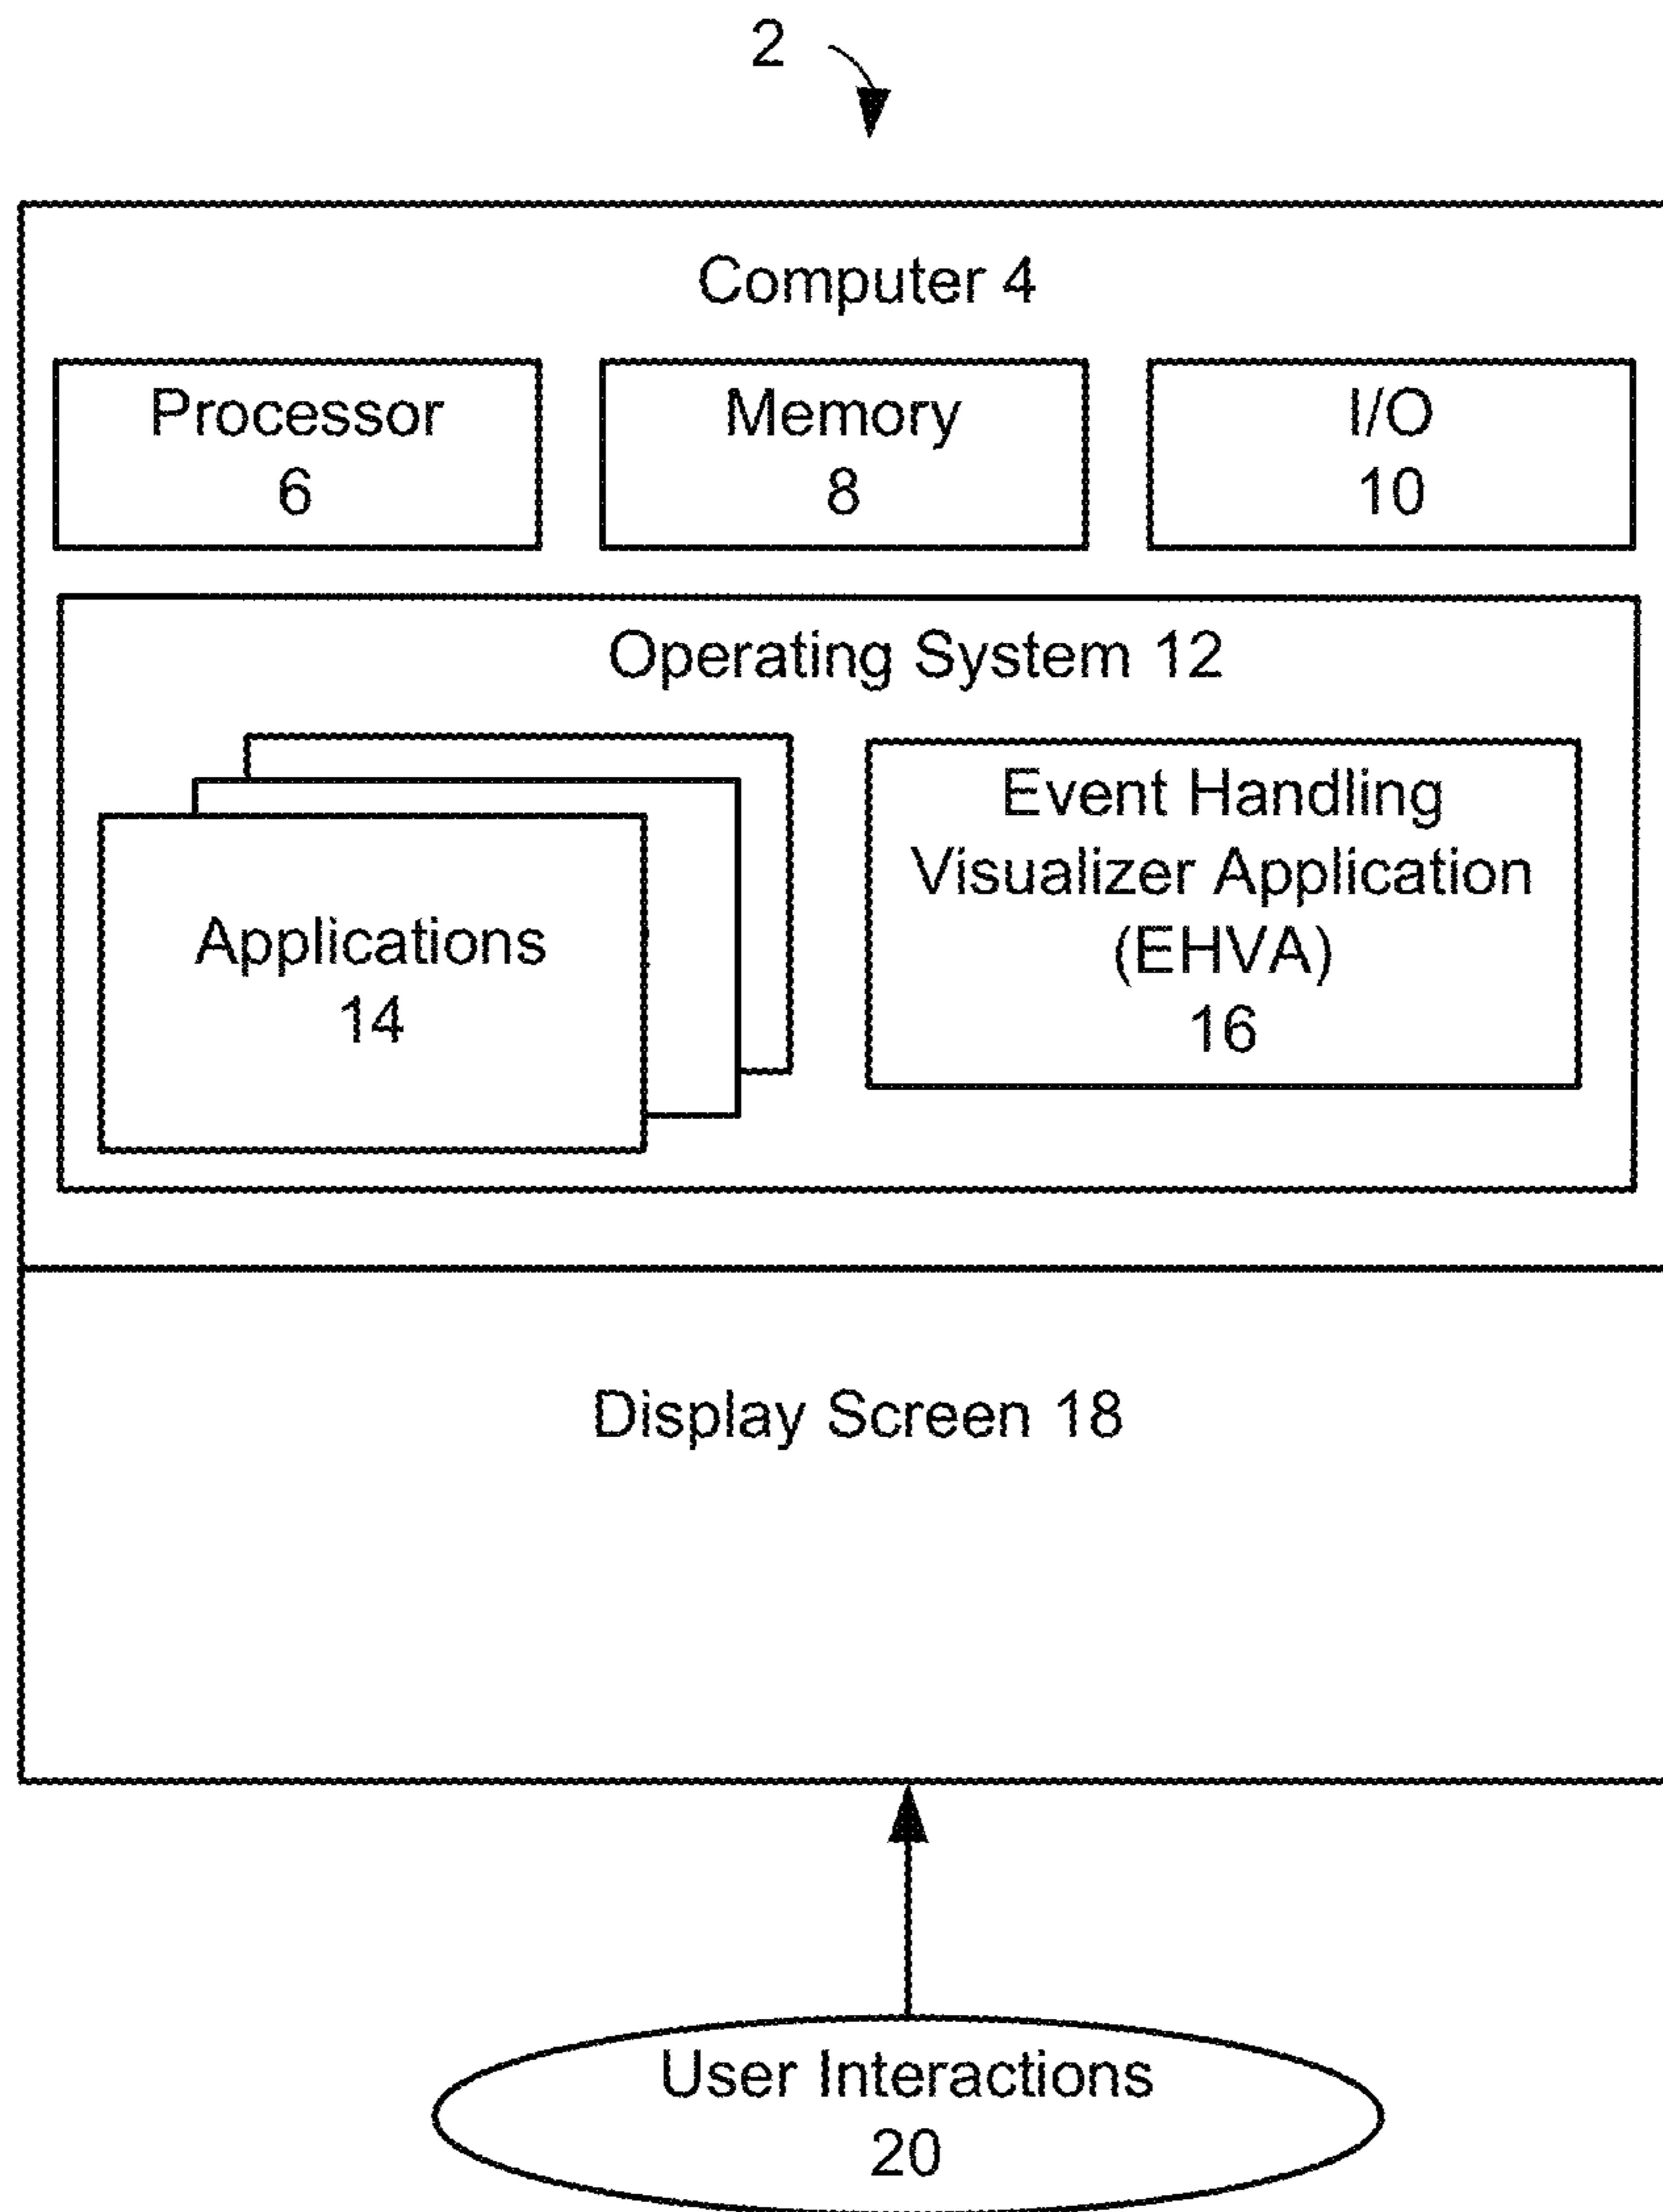 2
Computer 4
Processor
6
Memory
8
I/O
10
Operating System 12
Applications
14
Event Handling
Visualizer Application
(EHVA)
16
Display Screen 18
User Interactions
20